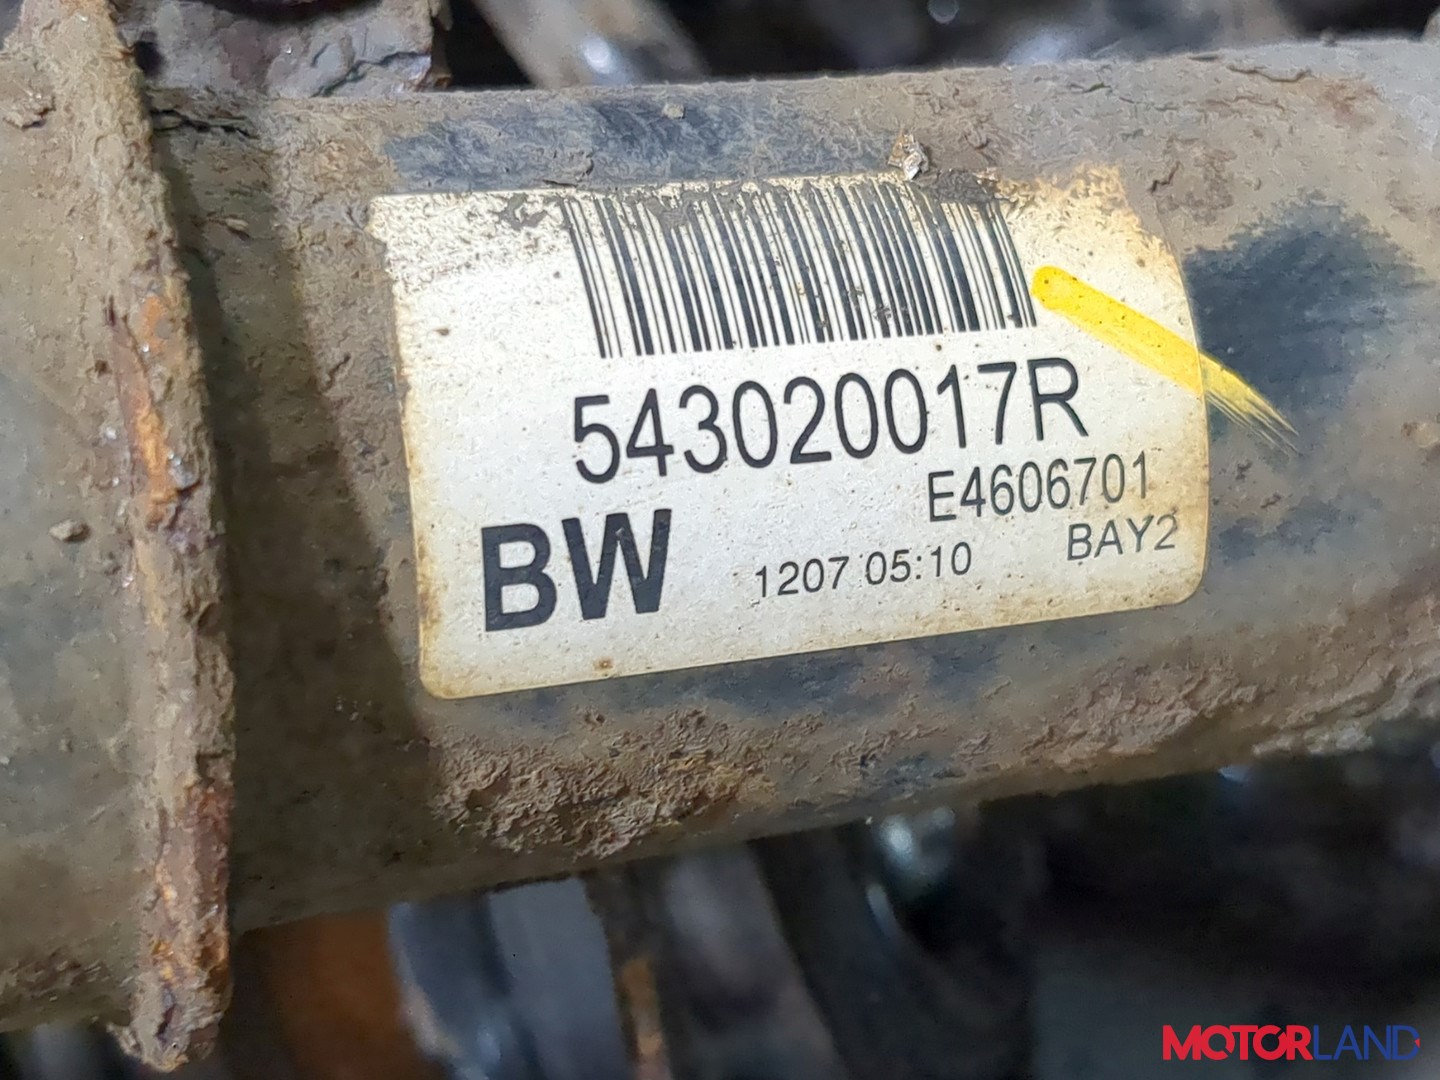 543020017R
E4606701
BW 1207 05:10 BAY2
MOTORLAND